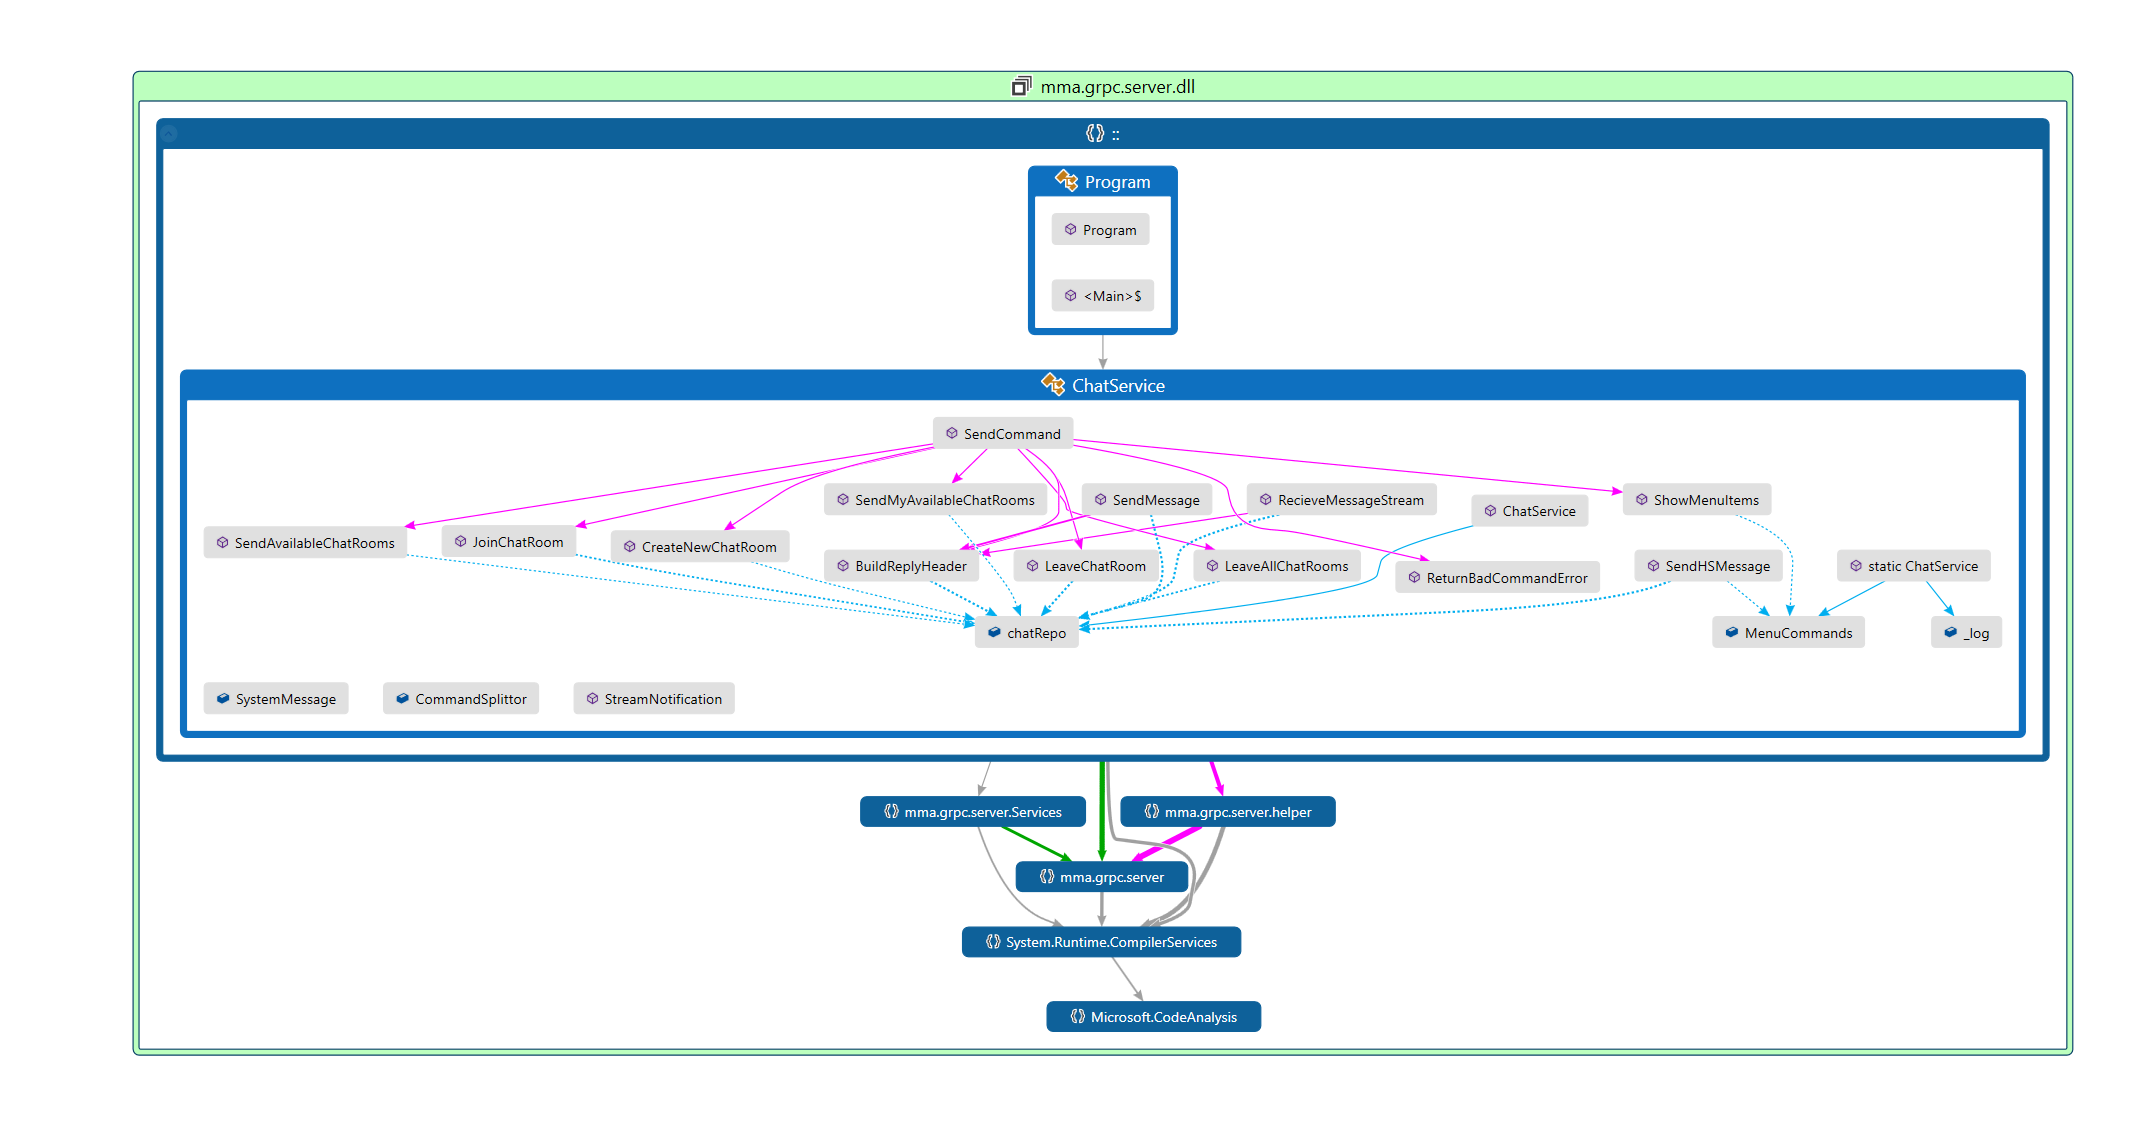 mma.grpc.server.dll
::
Program
Program
<Main>$
ChatService
SendCommand
SendMyAvailableChatRooms
SendMessage
RecieveMessageStream
ChatService
ShowMenuItems
SendAvailableChatRooms
JoinChatRoom
CreateNewChatRoom
BuildReplyHeader
LeaveChatRoom
LeaveAllChatRooms
ReturnBadCommandError
SendHSMessage
static ChatService
chatRepo
MenuCommands
_log
SystemMessage
CommandSplittor
StreamNotification
mma.grpc.server.Services
mma.grpc.server.helper
mma.grpc.server
System.Runtime.CompilerServices
Microsoft.CodeAnalysis